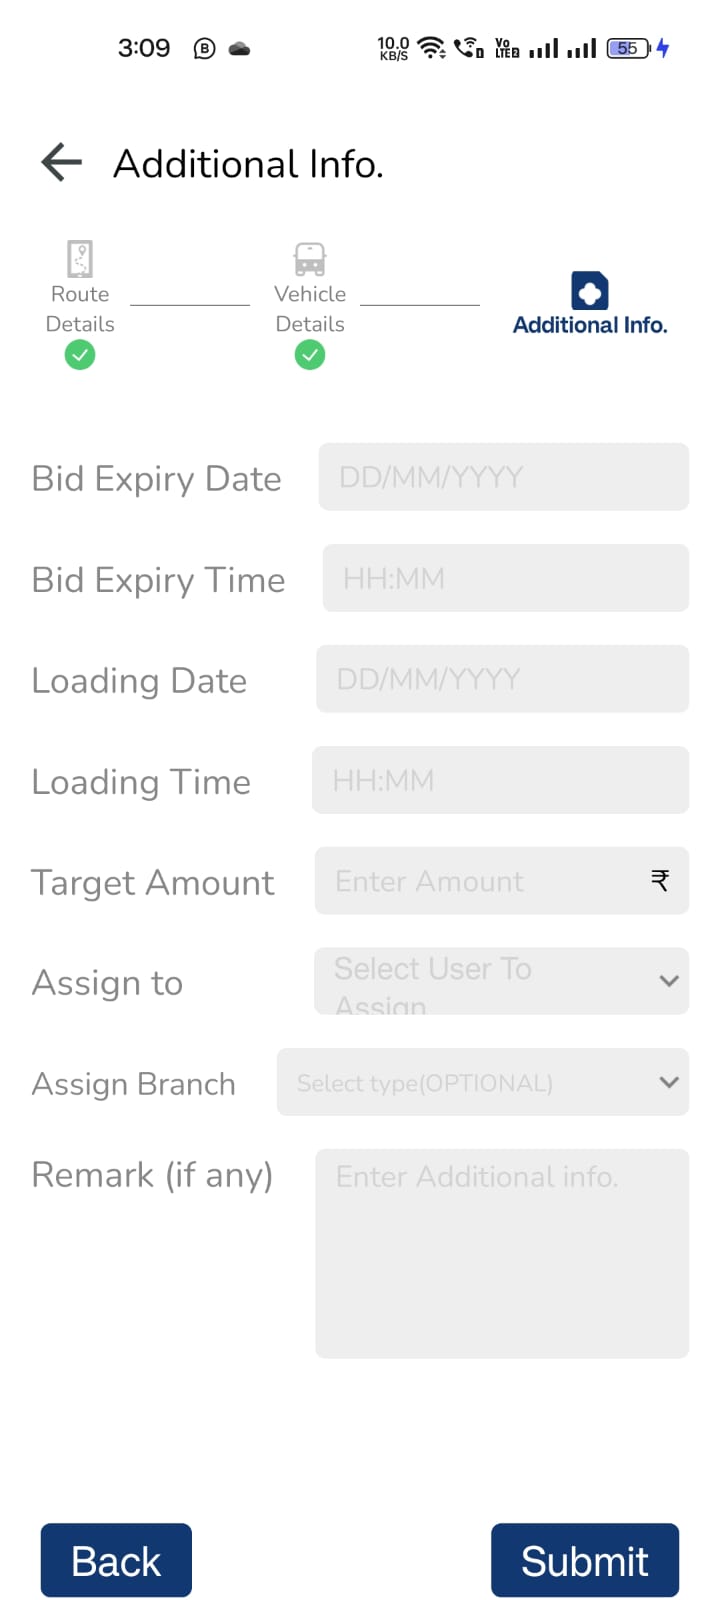 3:09 B 10.0 KB/S Vo LTE 2 55
Additional Info.
Route Details
Vehicle Details
Additional Info.
Bid Expiry Date DD/MM/YYYY
Bid Expiry Time HH:MM
Loading Date DD/MM/YYYY
Loading Time HH:MM
Target Amount Enter Amount ₹
Assign to Select User To Assign
Assign Branch Select type(OPTIONAL)
Remark (if any) Enter Additional info.
Back Submit